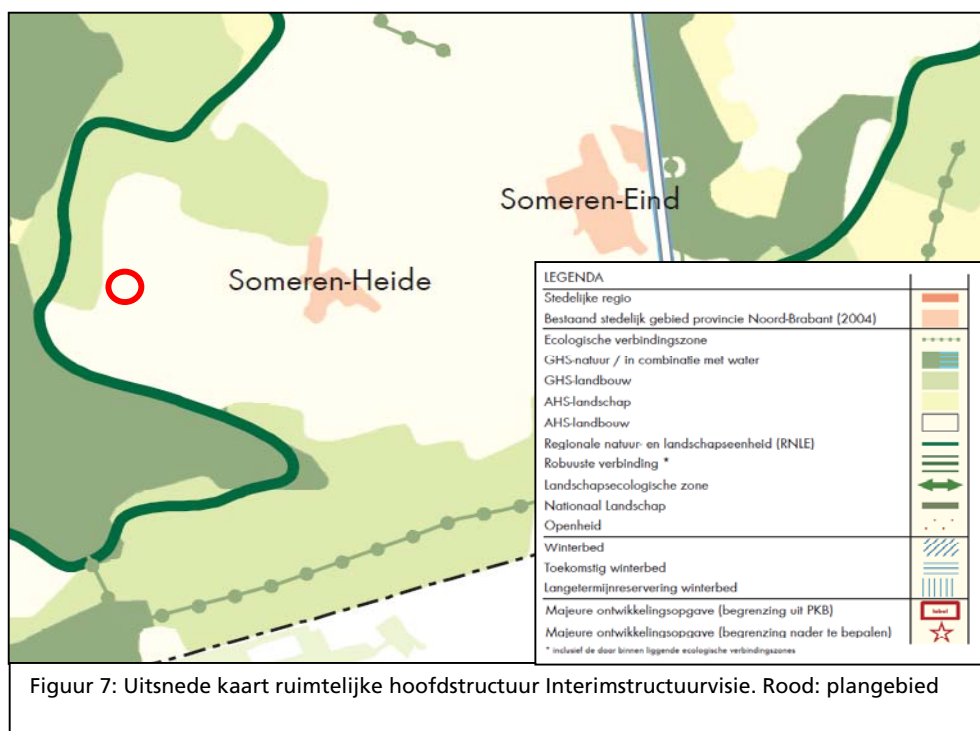 Someren-Eind
Someren-Heide
LEGENDA
Stedelijke regio
Bestaand stedelijk gebied provincie Noord-Brabant (2004)
Ecologische verbindingszone
GHS-natuur / in combinatie met water
GHS-landbouw
AHS-landschap
AHS-landbouw
Regionale natuur- en landschapseenheid (RNLE)
Robuuste verbinding *
Landschapsecologische zone
Nationaal Landschap
Openheid
Winterbed
Toekomstig winterbed
Langetermijnreservering winterbed
Majeure ontwikkelingsopgave (begrenzing uit PKB) label
Majeure ontwikkelingsopgave (begrenzing nader te bepalen)
* inclusief de door binnen liggende ecologische verbindingszones
Figuur 7: Uitsnede kaart ruimtelijke hoofdstructuur Interimstructuurvisie. Rood: plangebied